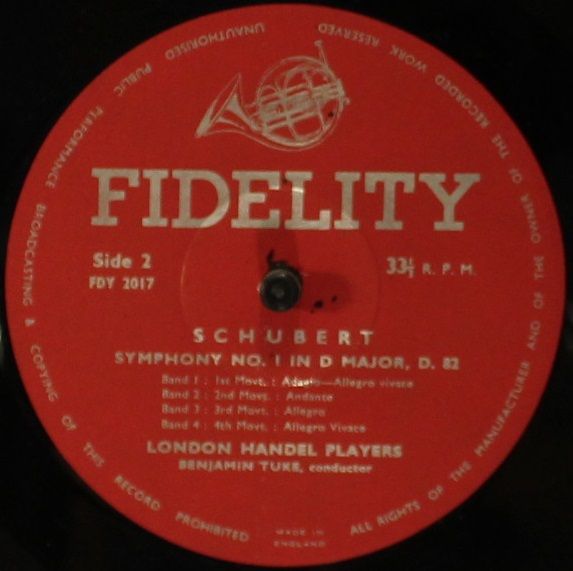 ALL RIGHTS OF THE MANUFACTURER AND OF THE OWNER OF THE RECORDED WORK RESERVED
UNAUTHORISED PUBLIC PERFORMANCE BROADCASTING & COPYING OF THIS RECORD PROHIBITED
FIDELITY
Side 2
FDY 2017
33⅓ R. P. M.
SCHUBERT
SYMPHONY NO. 1 IN D MAJOR, D. 82
Band 1 : 1st Movt. : Adagio—Allegro vivace
Band 2 : 2nd Movt. : Andante
Band 3 : 3rd Movt. : Allegro
Band 4 : 4th Movt. : Allegro Vivace
LONDON HANDEL PLAYERS
BENJAMIN TUKE, conductor
MADE IN
ENGLAND